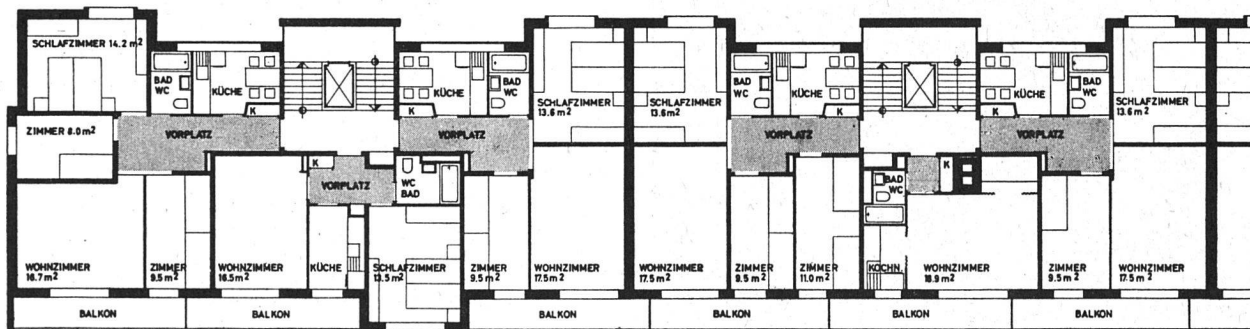 SCHLAFZIMMER 14.2 m²
BAD
WC
KÜCHE
K
ZIMMER 8.0 m²
VORPLATZ
WOHNZIMMER
18.7 m²
ZIMMER
9.5 m²
WOHNZIMMER
16.5 m²
K
VORPLATZ
WC
BAD
KÜCHE
SCHLAFZIMMER
13.5 m²
KÜCHE
BAD
WC
K
VORPLATZ
SCHLAFZIMMER
13.6 m²
ZIMMER
9.5 m²
WOHNZIMMER
17.5 m²
SCHLAFZIMMER
13.6 m²
WOHNZIMMER
17.5 m²
BAD
WC
KÜCHE
K
VORPLATZ
ZIMMER
9.5 m²
ZIMMER
11.0 m²
BAD
WC
K
KOCHN.
WOHNZIMMER
18.9 m²
KÜCHE
BAD
WC
K
VORPLATZ
SCHLAFZIMMER
13.6 m²
ZIMMER
9.5 m²
WOHNZIMMER
17.5 m²
BALKON
BALKON
BALKON
BALKON
BALKON
BALKON